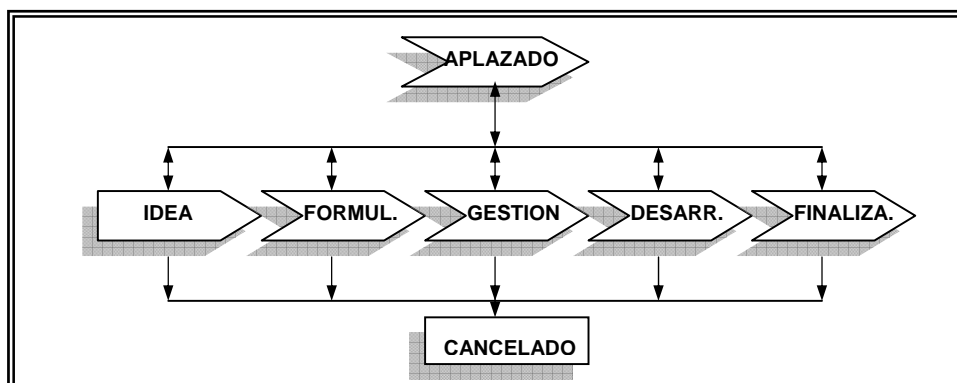 APLAZADO
IDEA FORMUL. GESTION DESARR. FINALIZA.
CANCELADO